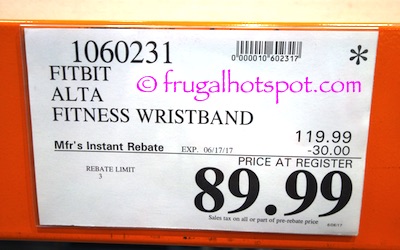 1060231
0000010602317
*
FITBIT
© frugalhotspot.com
ALTA
FITNESS WRISTBAND
119.99
Mfr's Instant Rebate EXP. 06/17/17 -30.00
PRICE AT REGISTER
REBATE LIMIT
3
89.99
Sales tax on all or part of pre-rebate price